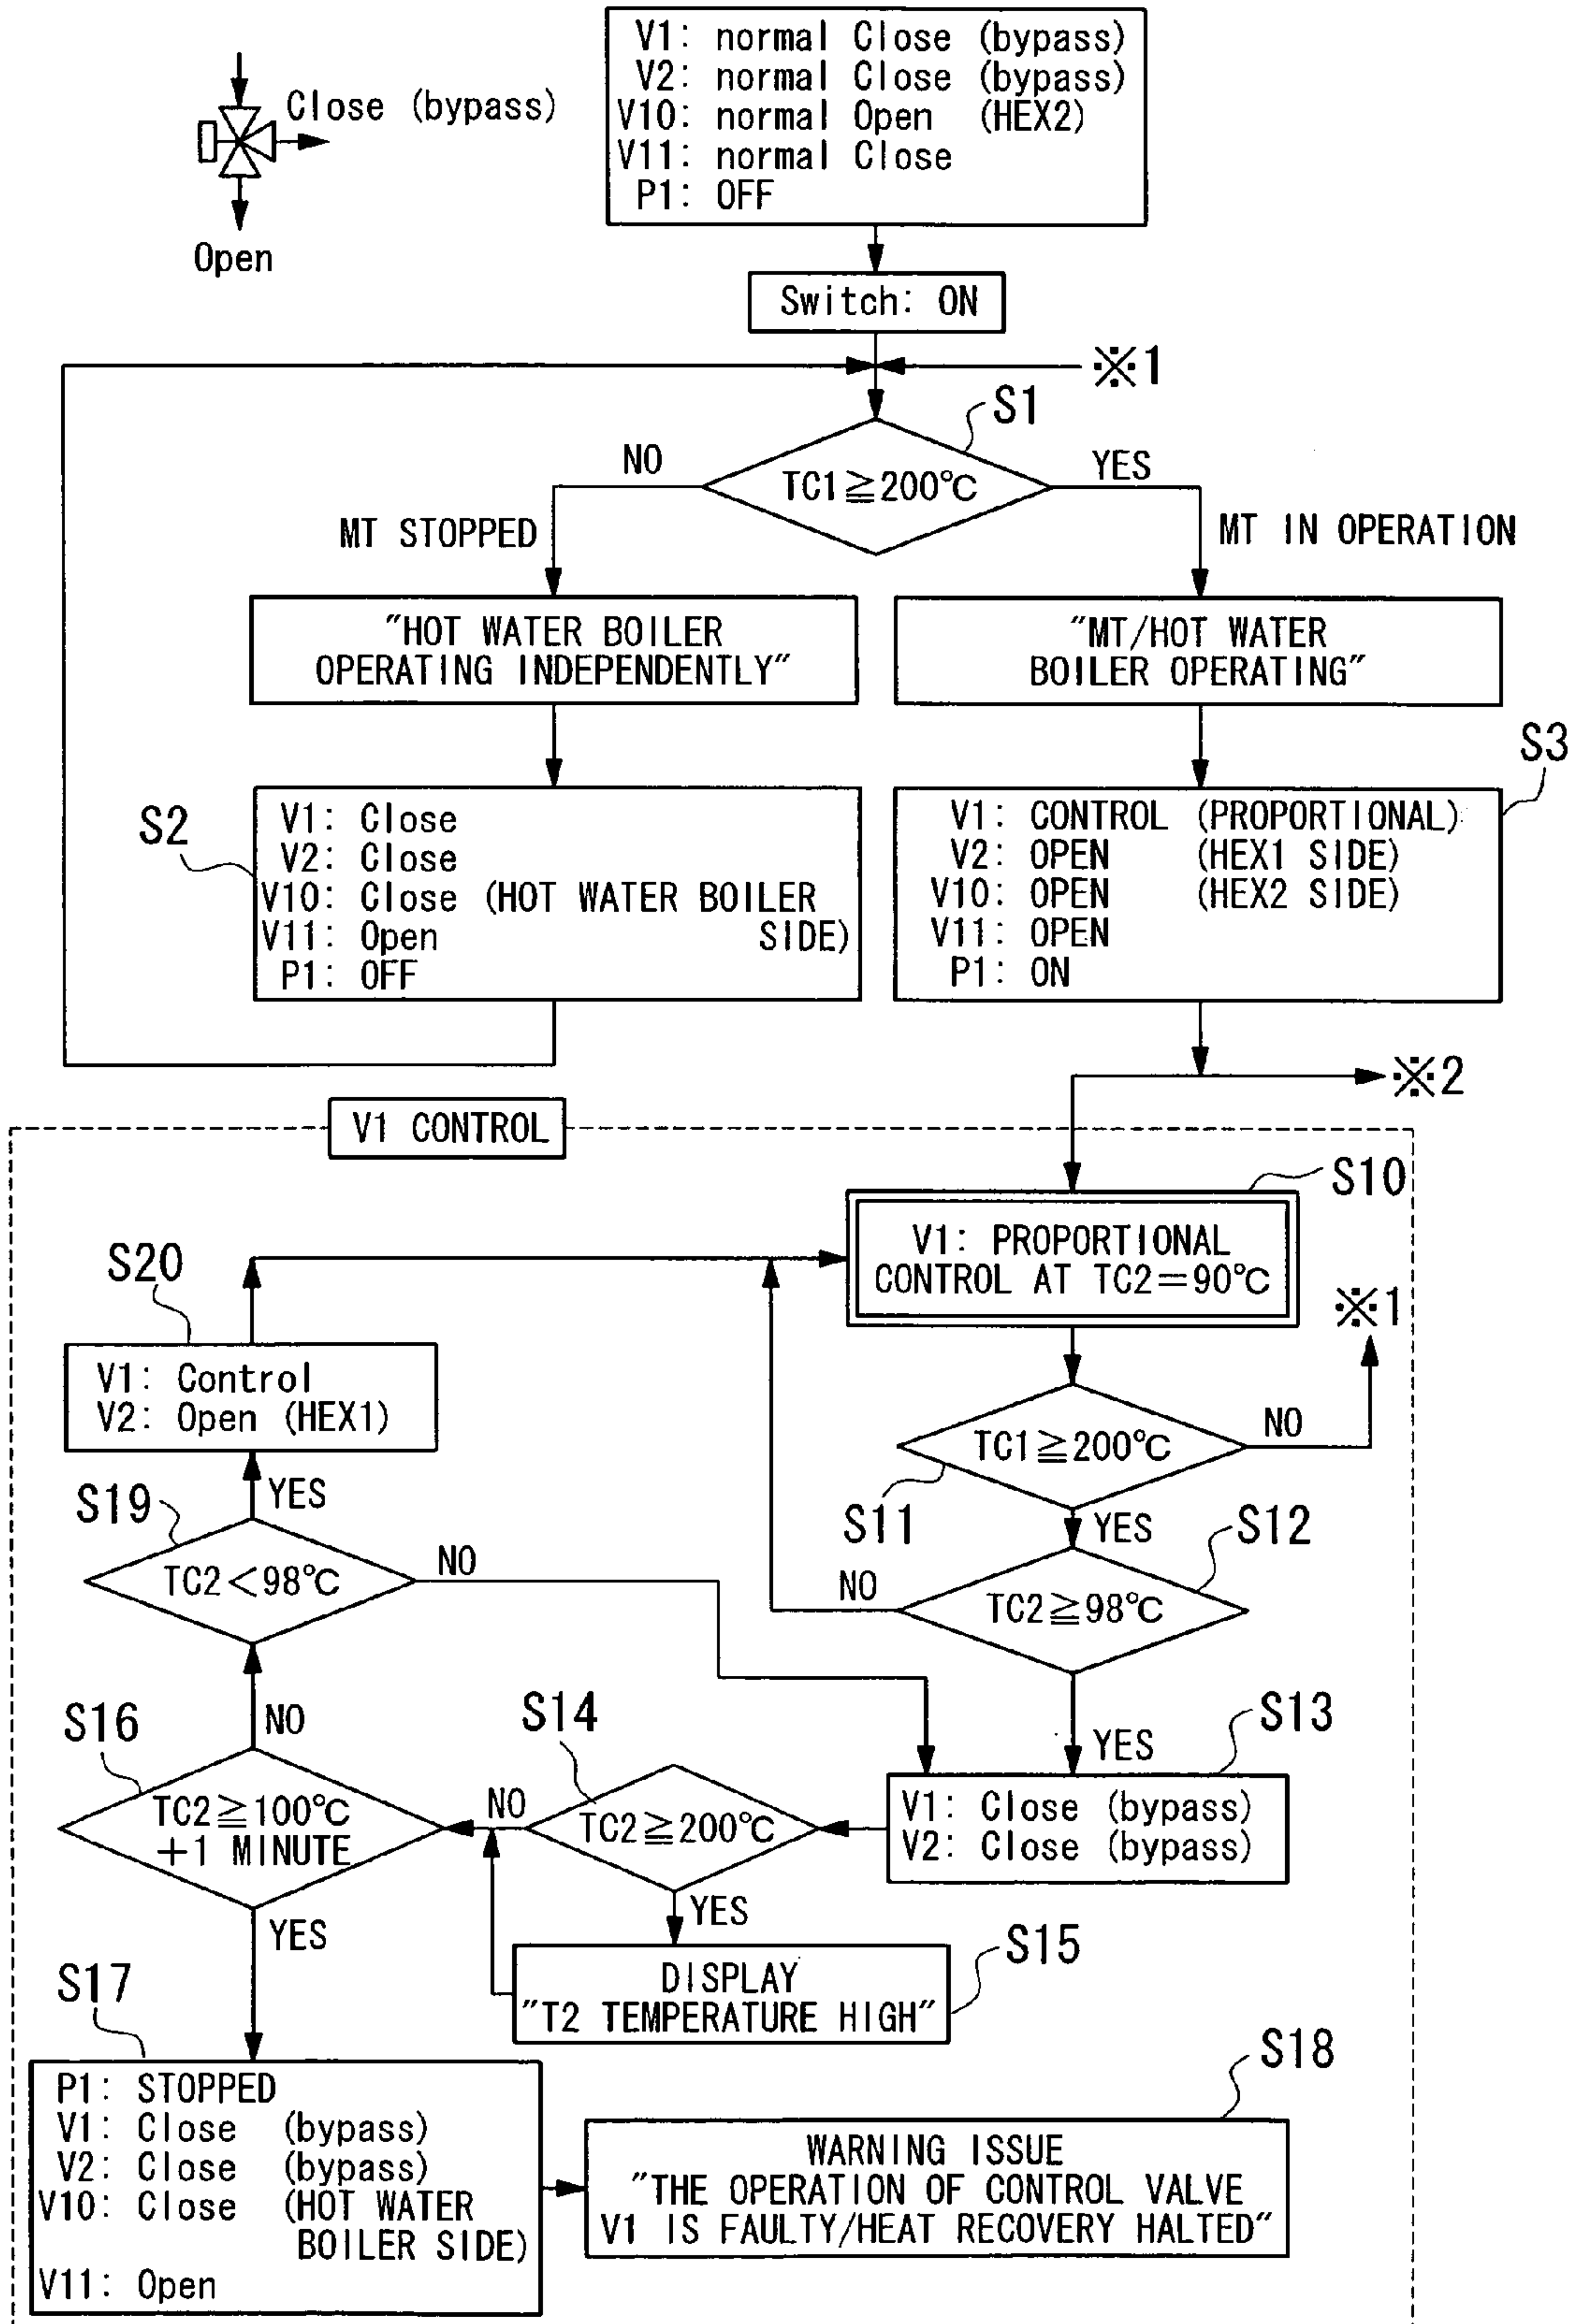 V1: normal Close (bypass)
V2: normal Close (bypass)
V10: normal Open (HEX2)
V11: normal Close
P1: OFF
Close (bypass)
Open
Switch: ON
※1
S1
TC1≧200℃
NO
YES
MT STOPPED
MT IN OPERATION
"HOT WATER BOILER
OPERATING INDEPENDENTLY"
"MT/HOT WATER
BOILER OPERATING"
S2
V1: Close
V2: Close
V10: Close (HOT WATER BOILER
V11: Open SIDE)
P1: OFF
S3
V1: CONTROL (PROPORTIONAL)
V2: OPEN (HEX1 SIDE)
V10: OPEN (HEX2 SIDE)
V11: OPEN
P1: ON
※2
V1 CONTROL
S10
V1: PROPORTIONAL
CONTROL AT TC2=90℃
※1
S20
V1: Control
V2: Open (HEX1)
TC1≧200℃
NO
S11
YES
S19
YES
TC2<98℃
NO
S12
NO
TC2≧98℃
YES
S16
NO
TC2≧100℃
+1 MINUTE
YES
S14
NO
TC2≧200℃
YES
S13
V1: Close (bypass)
V2: Close (bypass)
S15
DISPLAY
"T2 TEMPERATURE HIGH"
S17
P1: STOPPED
V1: Close (bypass)
V2: Close (bypass)
V10: Close (HOT WATER
BOILER SIDE)
V11: Open
S18
WARNING ISSUE
"THE OPERATION OF CONTROL VALVE
V1 IS FAULTY/HEAT RECOVERY HALTED"